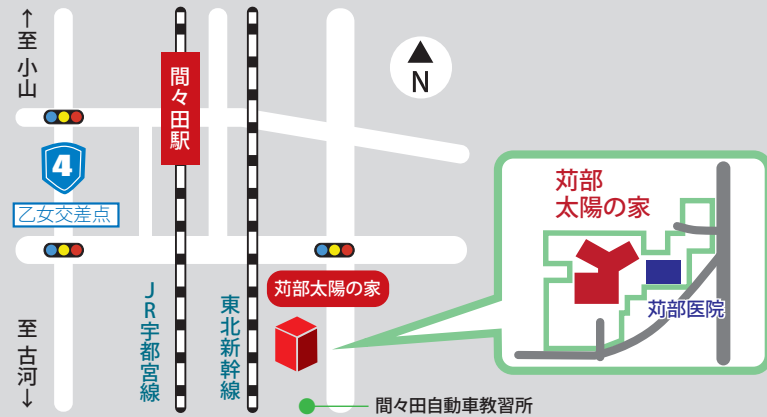 ↑至 小山
間々田駅
N
4
乙女交差点
苅部
太陽の家
苅部医院
苅部太陽の家
至 古河↓
JR宇都宮線
東北新幹線
間々田自動車教習所